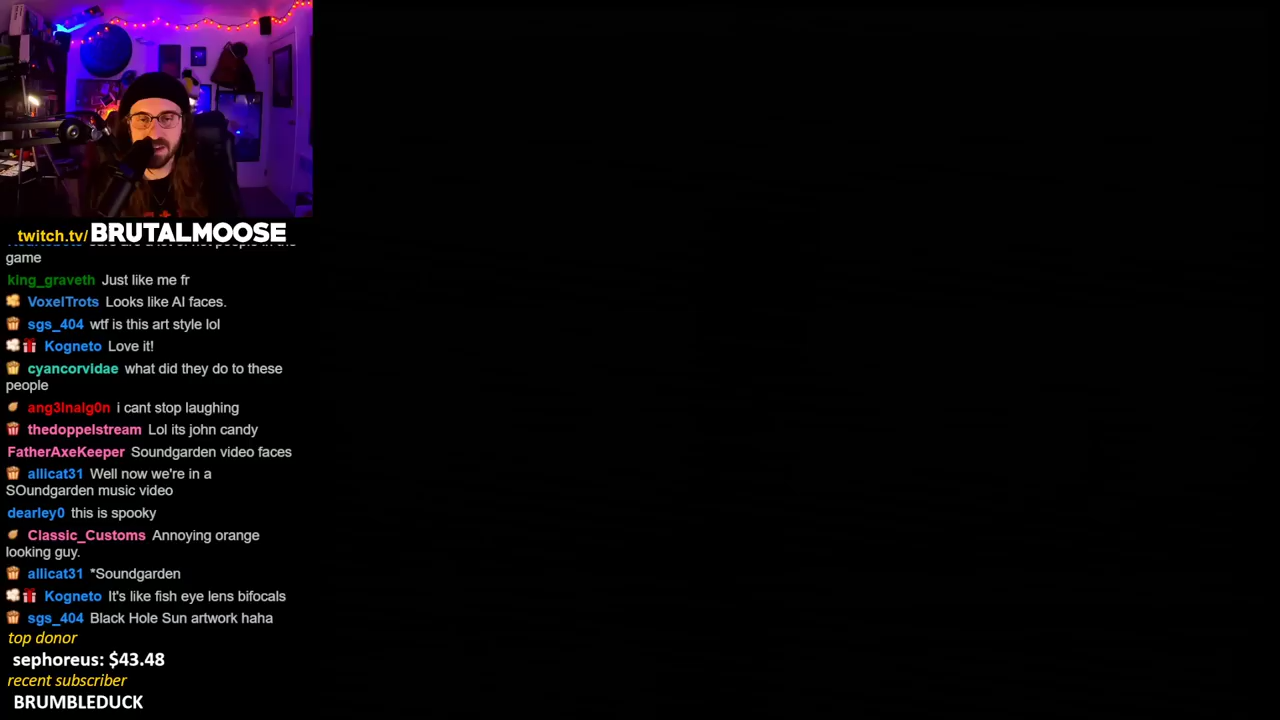 twitch.tv/BRUTALMOOSE
game
king_graveth Just like me fr
VoxelTrots Looks like AI faces.
sgs_404 wtf is this art style lol
Kogneto Love it!
cyancorvidae what did they do to these
people
ang3lnalg0n i cant stop laughing
thedoppelstream Lol its john candy
FatherAxeKeeper Soundgarden video faces
allicat31 Well now we're in a
SOundgarden music video
dearley0 this is spooky
Classic_Customs Annoying orange
looking guy.
allicat31 *Soundgarden
Kogneto It's like fish eye lens bifocals
sgs_404 Black Hole Sun artwork haha
top donor
sephoreus: $43.48
recent subscriber
BRUMBLEDUCK